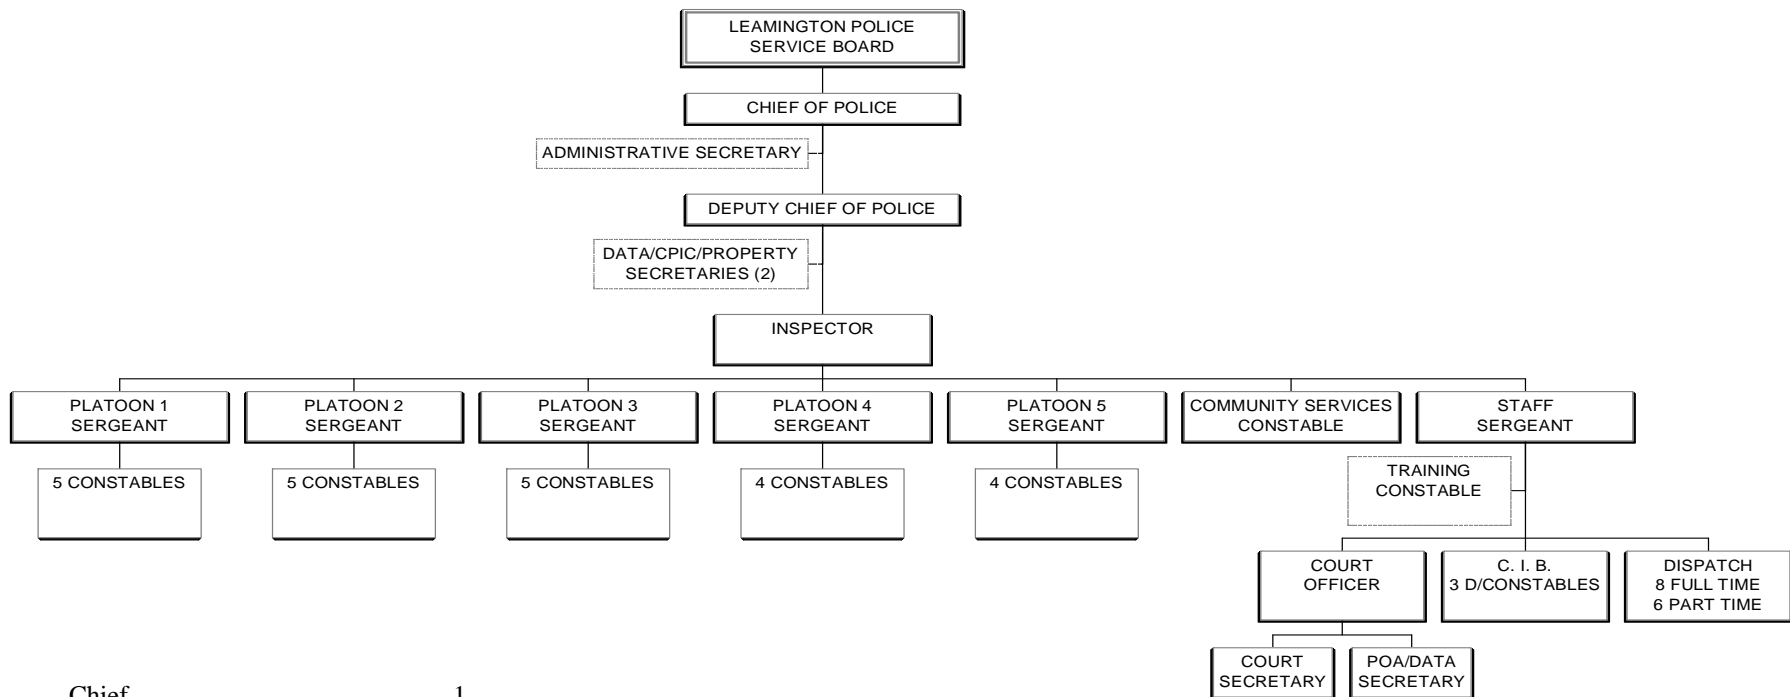 LEAMINGTON POLICE
SERVICE BOARD
CHIEF OF POLICE
ADMINISTRATIVE SECRETARY
DEPUTY CHIEF OF POLICE
DATA/CPIC/PROPERTY
SECRETARIES (2)
INSPECTOR
PLATOON 1
SERGEANT
PLATOON 2
SERGEANT
PLATOON 3
SERGEANT
PLATOON 4
SERGEANT
PLATOON 5
SERGEANT
COMMUNITY SERVICES
CONSTABLE
STAFF
SERGEANT
5 CONSTABLES
5 CONSTABLES
5 CONSTABLES
4 CONSTABLES
4 CONSTABLES
TRAINING
CONSTABLE
COURT
OFFICER
C. I. B.
3 D/CONSTABLES
DISPATCH
8 FULL TIME
6 PART TIME
COURT
SECRETARY
POA/DATA
SECRETARY
Chief 1